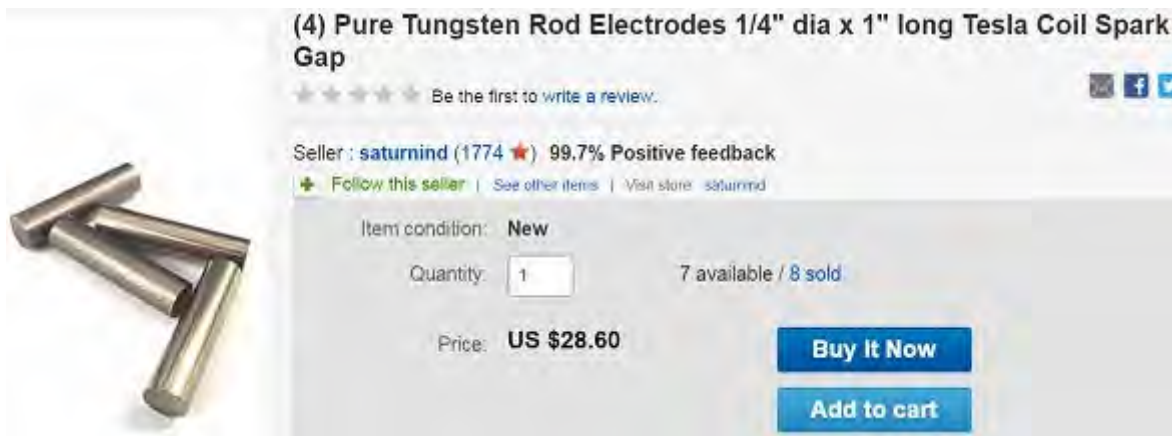 (4) Pure Tungsten Rod Electrodes 1/4" dia x 1" long Tesla Coil Spark
Gap
Be the first to write a review.
Seller : saturnind (1774 ★) 99.7% Positive feedback
Follow this seller | See other items | Visit store saturnind
Item condition: New
Quantity: 1 7 available / 8 sold
Price: US $28.60
Buy It Now
Add to cart